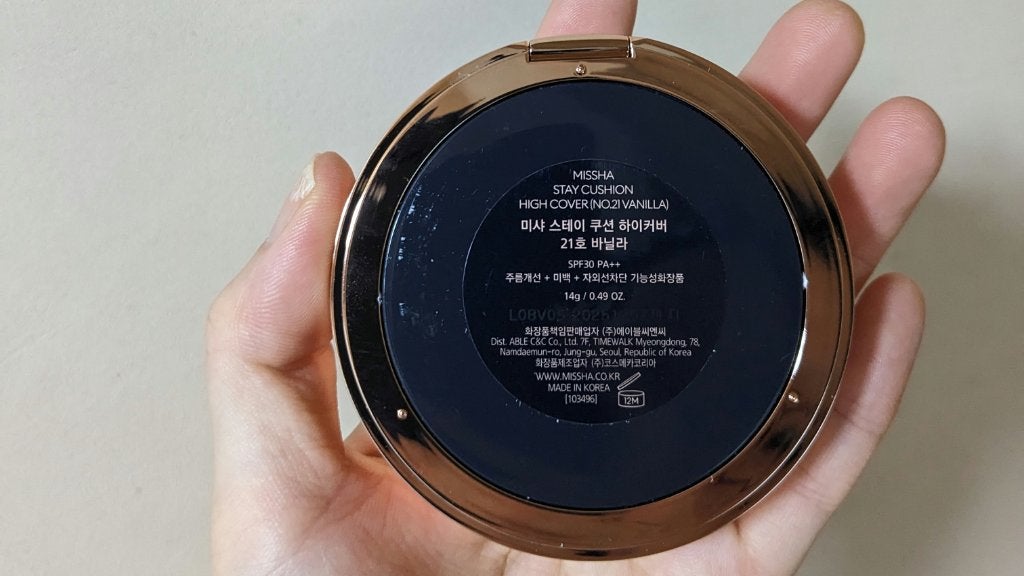 MISSHA
STAY CUSHION
HIGH COVER (NO.21 VANILLA)
미샤 스테이 쿠션 하이커버
21호 바닐라
SPF30 PA++
주름개선 + 미백 + 자외선차단 기능성화장품
14g / 0.49 OZ.
화장품책임판매업자 (주)에이블씨엔씨
Dist. ABLE C&C Co., Ltd. 7F, TIMEWALK Myeongdong, 78,
Namdaemun-ro, Jung-gu, Seoul, Republic of Korea
화장품제조업자 (주)코스메카코리아
WWW.MISSHA.CO.KR
MADE IN KOREA
[103496]
12M